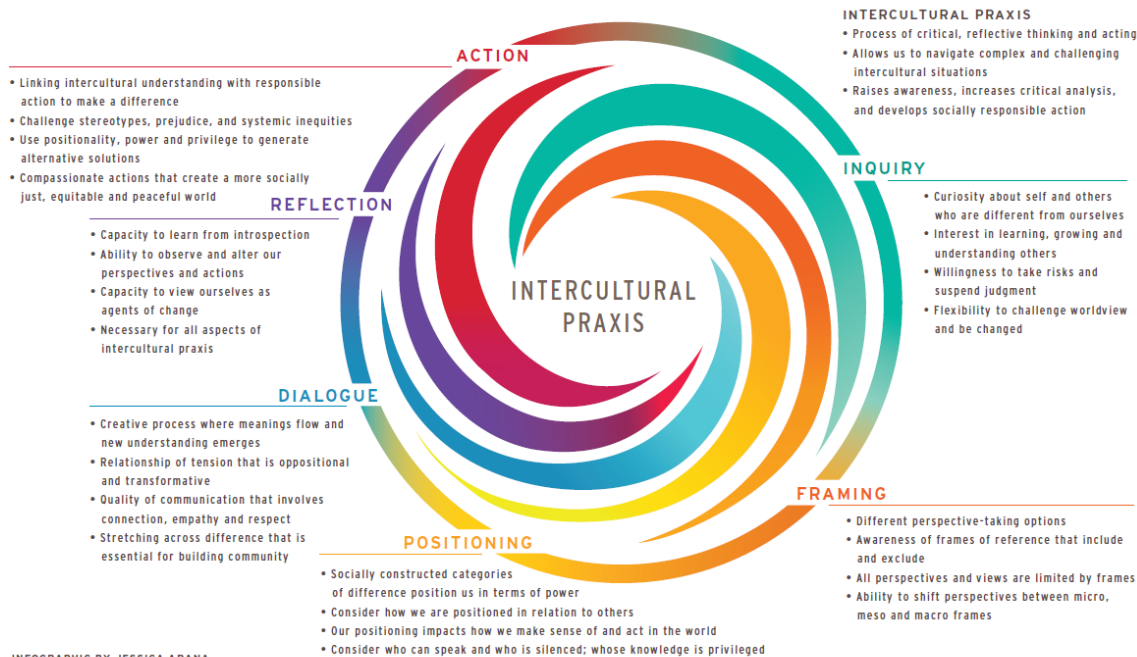 INTERCULTURAL PRAXIS
• Process of critical, reflective thinking and acting
• Allows us to navigate complex and challenging
intercultural situations
• Raises awareness, increases critical analysis,
and develops socially responsible action
INQUIRY
• Curiosity about self and others
who are different from ourselves
• Interest in learning, growing and
understanding others
• Willingness to take risks and
suspend judgment
• Flexibility to challenge worldview
and be changed
FRAMING
• Different perspective-taking options
• Awareness of frames of reference that include
and exclude
• All perspectives and views are limited by frames
• Ability to shift perspectives between micro,
meso and macro frames
POSITIONING
• Socially constructed categories
of difference position us in terms of power
• Consider how we are positioned in relation to others
• Our positioning impacts how we make sense of and act in the world
• Consider who can speak and who is silenced; whose knowledge is privileged
DIALOGUE
• Creative process where meanings flow and
new understanding emerges
• Relationship of tension that is oppositional
and transformative
• Quality of communication that involves
connection, empathy and respect
• Stretching across difference that is
essential for building community
REFLECTION
• Capacity to learn from introspection
• Ability to observe and alter our
perspectives and actions
• Capacity to view ourselves as
agents of change
• Necessary for all aspects of
intercultural praxis
ACTION
• Linking intercultural understanding with responsible
action to make a difference
• Challenge stereotypes, prejudice, and systemic inequities
• Use positionality, power and privilege to generate
alternative solutions
• Compassionate actions that create a more socially
just, equitable and peaceful world
INTERCULTURAL
PRAXIS
INFOGRAPHIC BY JESSICA ARANA